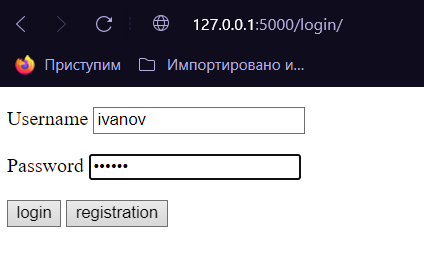 127.0.0.1:5000/login/
Приступим Импортировано и...
Username ivanov
Password ••••••
login registration